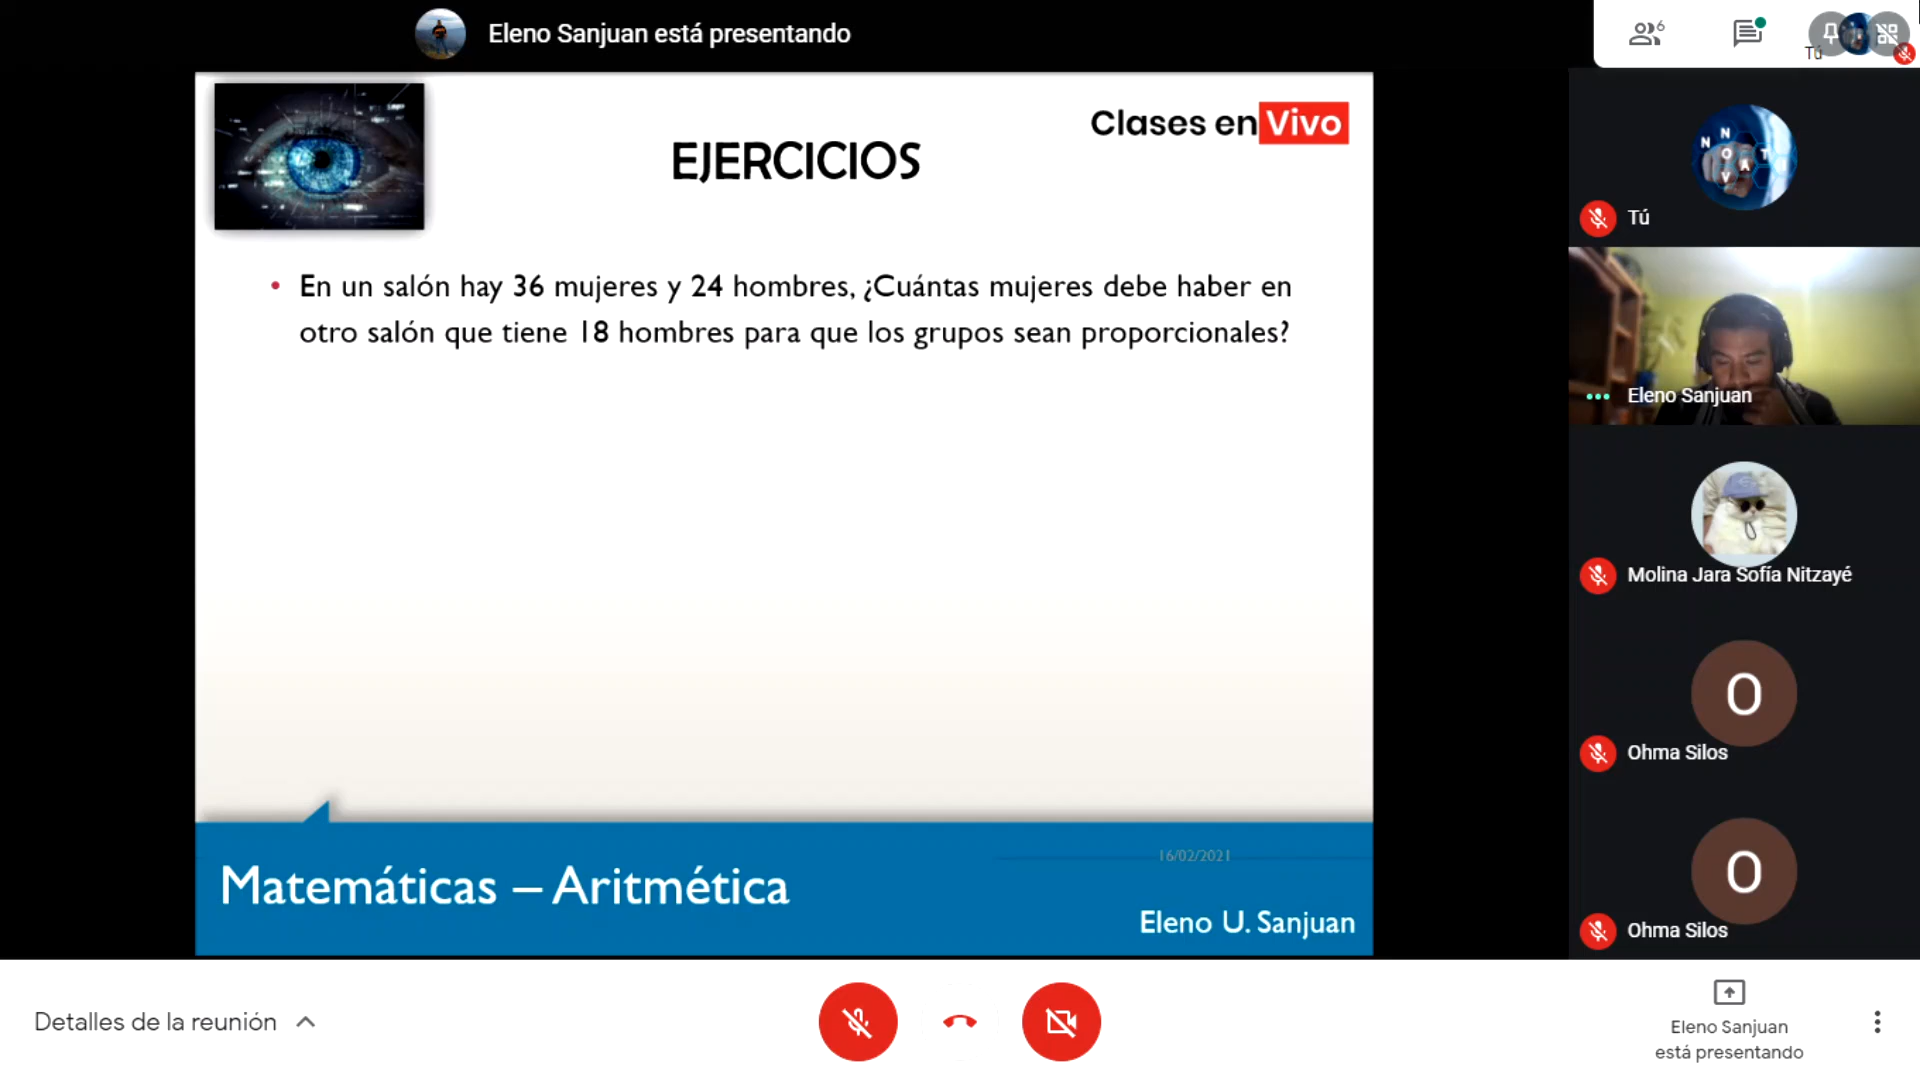 Eleno Sanjuan está presentando
6
Tú
Clases en Vivo
EJERCICIOS
• En un salón hay 36 mujeres y 24 hombres, ¿Cuántas mujeres debe haber en
otro salón que tiene 18 hombres para que los grupos sean proporcionales?
Matemáticas – Aritmética
16/02/2021
Eleno U. Sanjuan
N
N
O
A
T
V
Tú
Eleno Sanjuan
Molina Jara Sofía Nitzayé
O
Ohma Silos
O
Ohma Silos
Detalles de la reunión
Eleno Sanjuan
está presentando